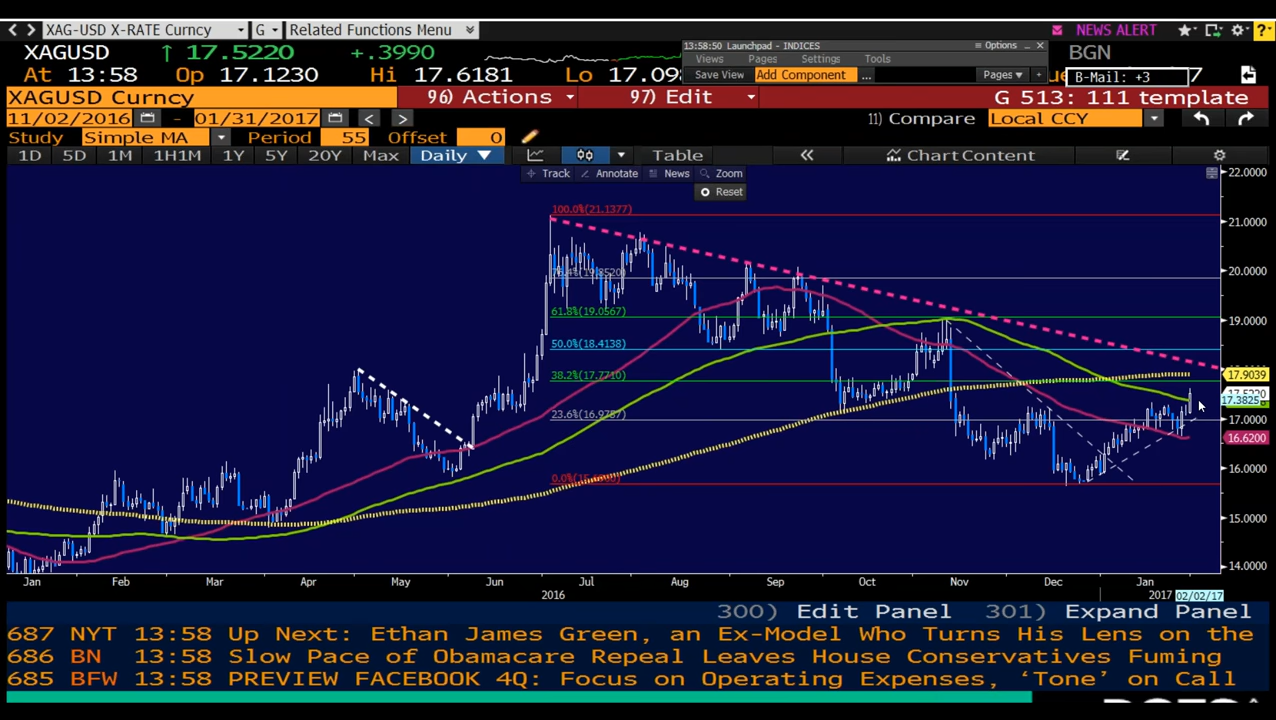 XAG-USD X-RATE Curncy G Related Functions Menu NEWS ALERT ?
XAGUSD ↑ 17.5220 +.3990 BGN
13:58:50 Launchpad - INDICES Options
Views Pages Settings Tools
Save View Add Component ... Pages +
At 13:58 Op 17.1230 Hi 17.6181 Lo 17.09 B-Mail: +3 7
XAGUSD Curncy 96) Actions 97) Edit G 513: 111 template
11/02/2016 - 01/31/2017 < > 11) Compare Local CCY
Study Simple MA Period 55 Offset 0
1D 5D 1M 1H1M 1Y 5Y 20Y Max Daily ▼ Table « Chart Content
Track Annotate News Zoom
Reset
22.0000
100.0%(21.1377)
21.0000
20.0000
61.8%(19.0567)
19.0000
50.0%(18.4138)
38.2%(17.7710)
17.9039
17.5220
17.3825
23.6%(16.9757)
17.0000
16.6200
16.0000
15.0000
14.0000
Jan Feb Mar Apr May Jun Jul Aug Sep Oct Nov Dec Jan
2016 2017 02/02/17
300) Edit Panel 301) Expand Panel
687 NYT 13:58 Up Next: Ethan James Green, an Ex-Model Who Turns His Lens on the
686 BN 13:58 Slow Pace of Obamacare Repeal Leaves House Conservatives Fuming
685 BFW 13:58 PREVIEW FACEBOOK 4Q: Focus on Operating Expenses, ‘Tone’ on Call